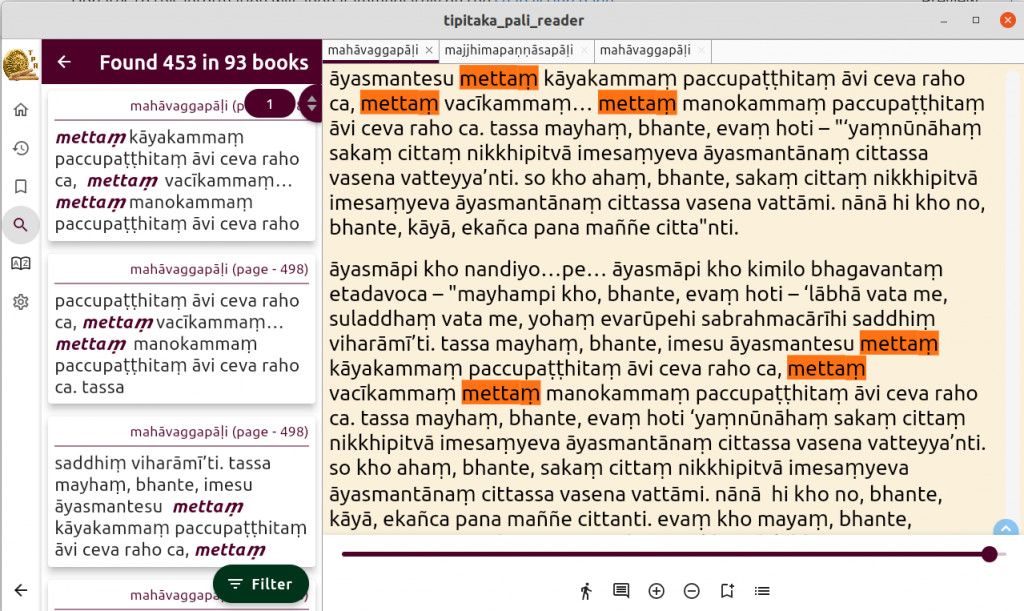 tipitaka_pali_reader
T
P
R
Found 453 in 93 books
mahāvaggapāḷi (p
1
mettaṃ kāyakammaṃ
paccupaṭṭhitaṃ āvi ceva raho
ca, mettaṃ vacīkammaṃ…
mettaṃ manokammaṃ
paccupaṭṭhitaṃ āvi ceva raho
mahāvaggapāḷi (page - 498)
paccupaṭṭhitaṃ āvi ceva raho
ca, mettaṃ vacīkammaṃ…
mettaṃ manokammaṃ
paccupaṭṭhitaṃ āvi ceva raho
ca. tassa
mahāvaggapāḷi (page - 498)
saddhiṃ viharāmī’ti. tassa
mayhaṃ, bhante, imesu
āyasmantesu mettaṃ
kāyakammaṃ paccupaṭṭhitaṃ
āvi ceva raho ca, mettaṃ
mahāvaggapāḷi
Filter
mahāvaggapāḷi × majjhimapaṇṇāsapāḷi × mahāvaggapāḷi ×
āyasmantesu mettaṃ kāyakammaṃ paccupaṭṭhitaṃ āvi ceva raho
ca, mettaṃ vacīkammaṃ… mettaṃ manokammaṃ paccupaṭṭhitaṃ
āvi ceva raho ca. tassa mayhaṃ, bhante, evaṃ hoti – "‘yaṃnūnāhaṃ
sakaṃ cittaṃ nikkhipitvā imesaṃyeva āyasmantānaṃ cittassa
vasena vatteyya’nti. so kho ahaṃ, bhante, sakaṃ cittaṃ nikkhipitvā
imesaṃyeva āyasmantānaṃ cittassa vasena vattāmi. nānā hi kho no,
bhante, kāyā, ekañca pana maññe citta"nti.
āyasmāpi kho nandiyo…pe… āyasmāpi kho kimilo bhagavantaṃ
etadavoca – "mayhampi kho, bhante, evaṃ hoti – ‘lābhā vata me,
suladdhaṃ vata me, yohaṃ evarūpehi sabrahmacārīhi saddhiṃ
viharāmī’ti. tassa mayhaṃ, bhante, imesu āyasmantesu mettaṃ
kāyakammaṃ paccupaṭṭhitaṃ āvi ceva raho ca, mettaṃ
vacīkammaṃ mettaṃ manokammaṃ paccupaṭṭhitaṃ āvi ceva raho
ca. tassa mayhaṃ, bhante, evaṃ hoti ‘yaṃnūnāhaṃ sakaṃ cittaṃ
nikkhipitvā imesaṃyeva āyasmantānaṃ cittassa vasena vatteyya’nti.
so kho ahaṃ, bhante, sakaṃ cittaṃ nikkhipitvā imesaṃyeva
āyasmantānaṃ cittassa vasena vattāmi. nānā hi kho no, bhante,
kāyā, ekañca pana maññe cittanti. evaṃ kho mayaṃ, bhante,